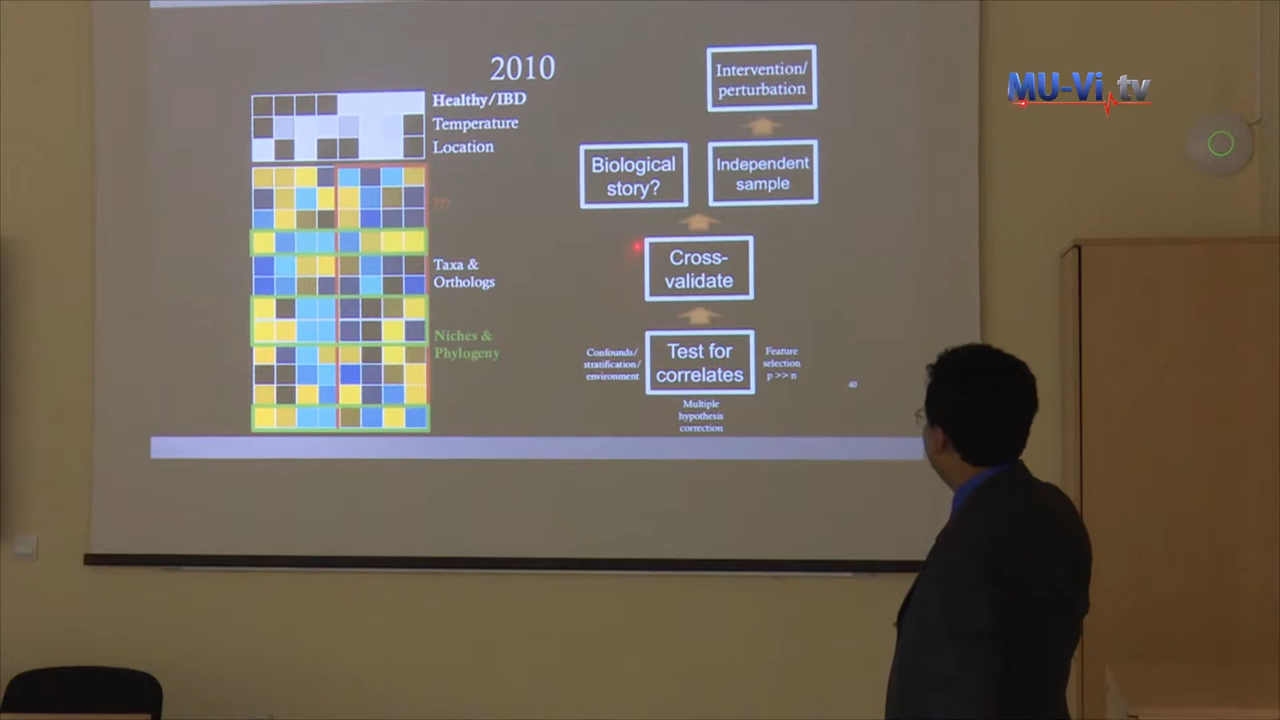 2010
Healthy/IBD
Temperature
Location
???
Taxa &
Orthologs
Niches &
Phylogeny
Intervention/
perturbation
Biological
story?
Independent
sample
Cross-
validate
Test for
correlates
Confounds/
stratification/
environment
Feature
selection
p >> n
Multiple
hypothesis
correction
40
MU-Vi.tv